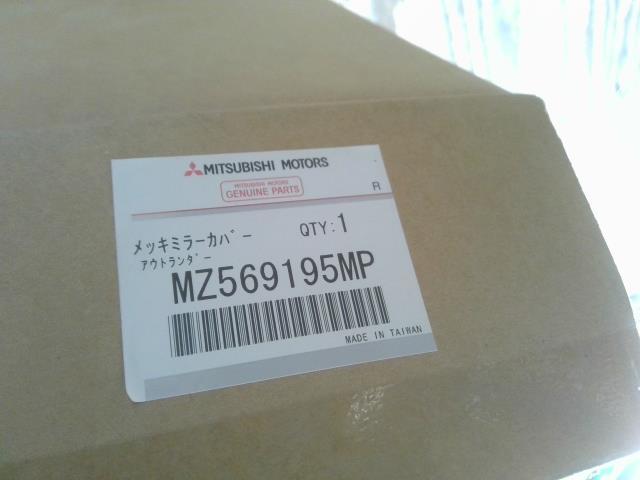 MITSUBISHI MOTORS
MITSUBISHI MOTORS
GENUINE PARTS
R
メッキミラーカバー QTY:1
アウトランダー
MZ569195MP
MADE IN TAIWAN